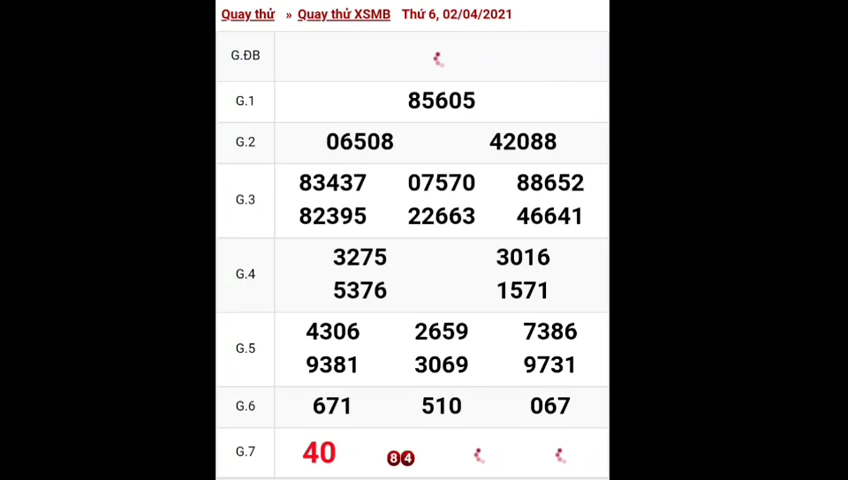 Quay thử » Quay thử XSMB Thứ 6, 02/04/2021
G.ĐB
G.1 85605
G.2 06508 42088
G.3 83437 07570 88652
82395 22663 46641
G.4 3275 3016
5376 1571
G.5 4306 2659 7386
9381 3069 9731
G.6 671 510 067
G.7 40 84